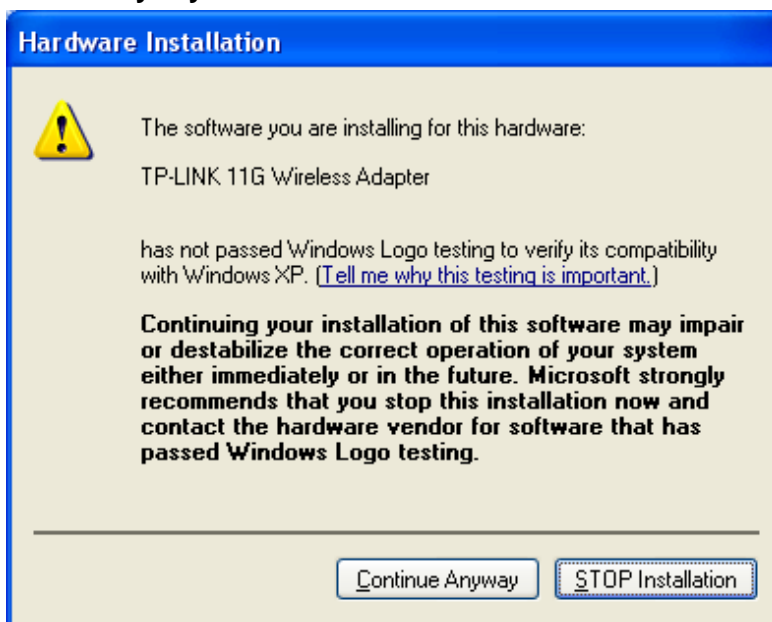 Hardware Installation
The software you are installing for this hardware:
TP-LINK 11G Wireless Adapter
has not passed Windows Logo testing to verify its compatibility
with Windows XP. (Tell me why this testing is important.)
Continuing your installation of this software may impair
or destabilize the correct operation of your system
either immediately or in the future. Microsoft strongly
recommends that you stop this installation now and
contact the hardware vendor for software that has
passed Windows Logo testing.
Continue Anyway
STOP Installation